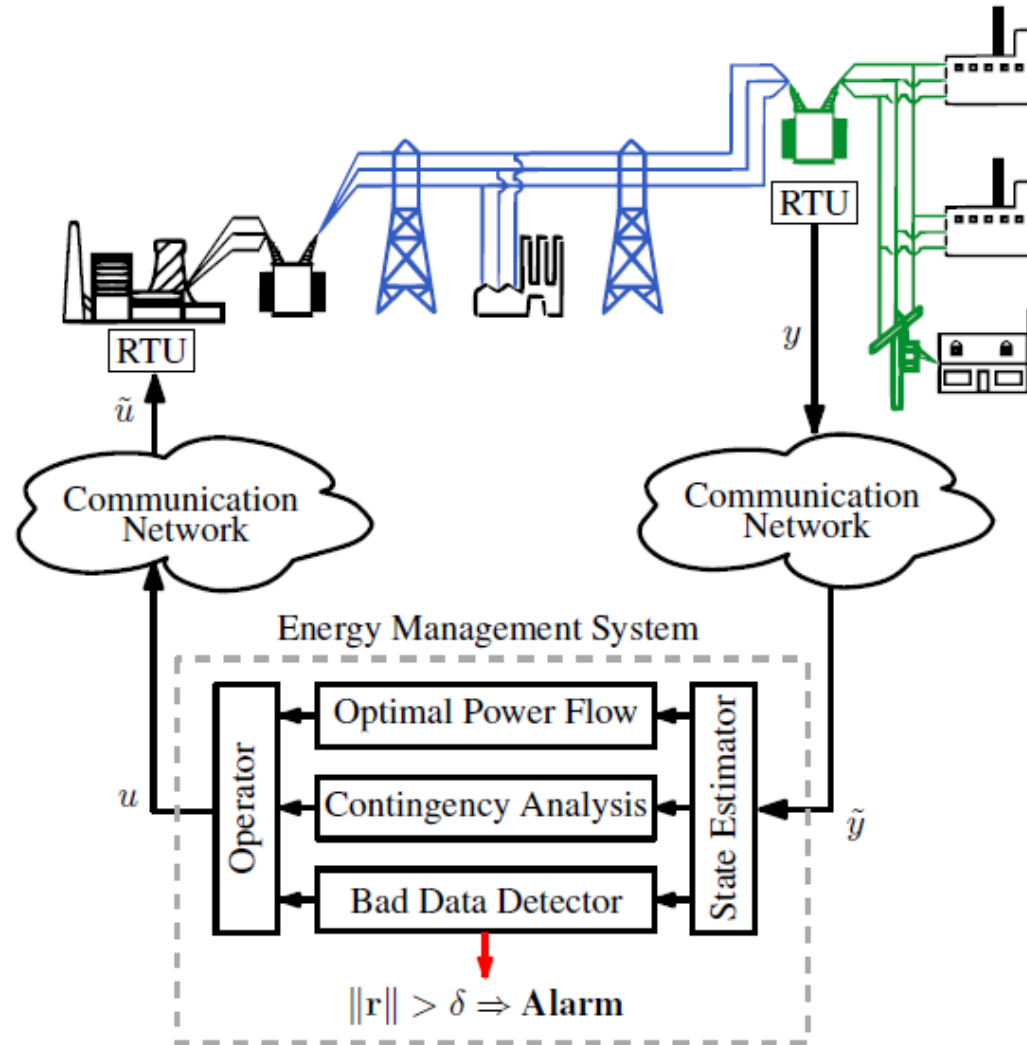 RTU
RTU
y
ũ
Communication
Network
Communication
Network
Energy Management System
Optimal Power Flow
Contingency Analysis
Bad Data Detector
Operator
State Estimator
u
ỹ
‖r‖ > δ ⇒ Alarm